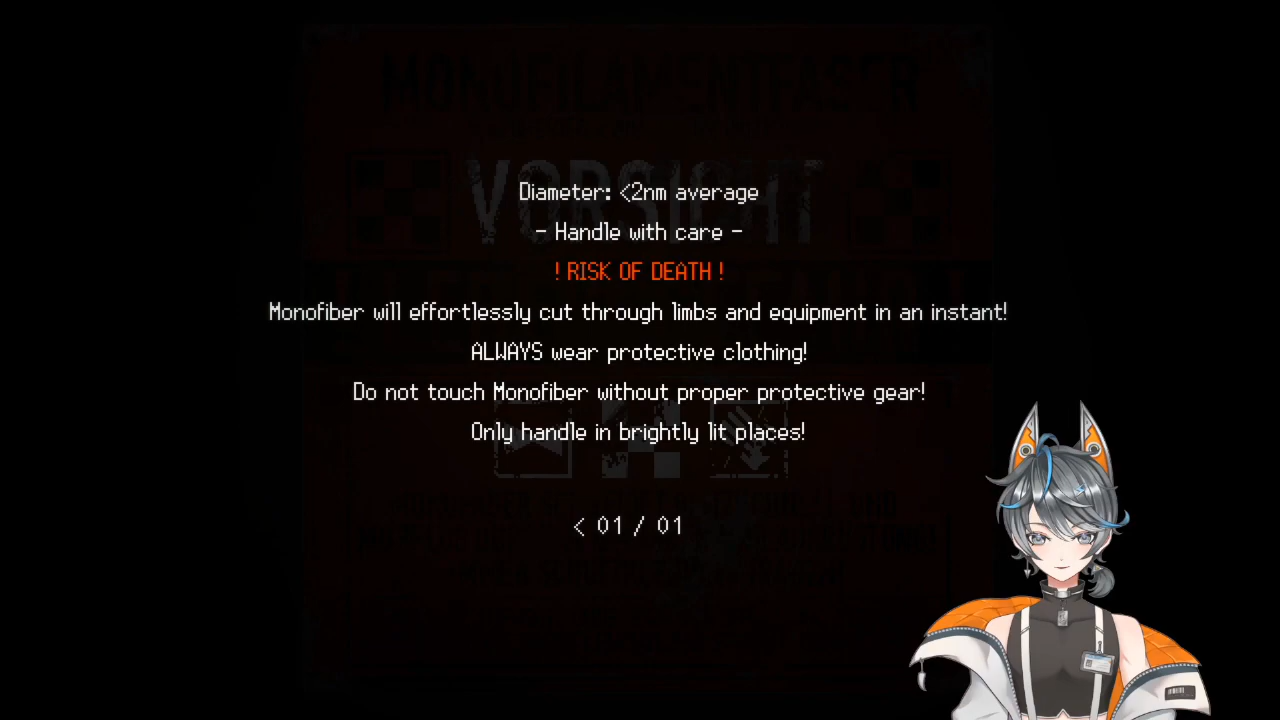 MONOFILAMENTFASER
VORSICHT
Diameter: <2nm average
- Handle with care -
! RISK OF DEATH !
Monofiber will effortlessly cut through limbs and equipment in an instant!
ALWAYS wear protective clothing!
Do not touch Monofiber without proper protective gear!
Only handle in brightly lit places!
< 01 / 01